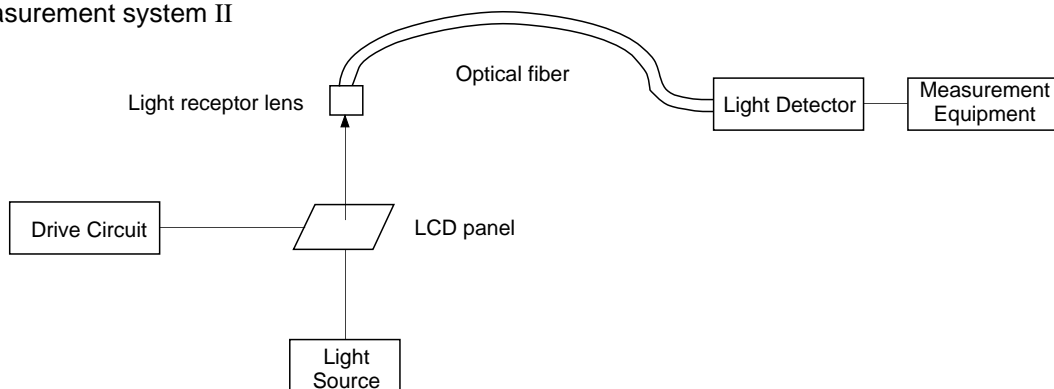 asurement system II
Optical fiber
Light receptor lens
Light Detector
Measurement
Equipment
Drive Circuit
LCD panel
Light
Source